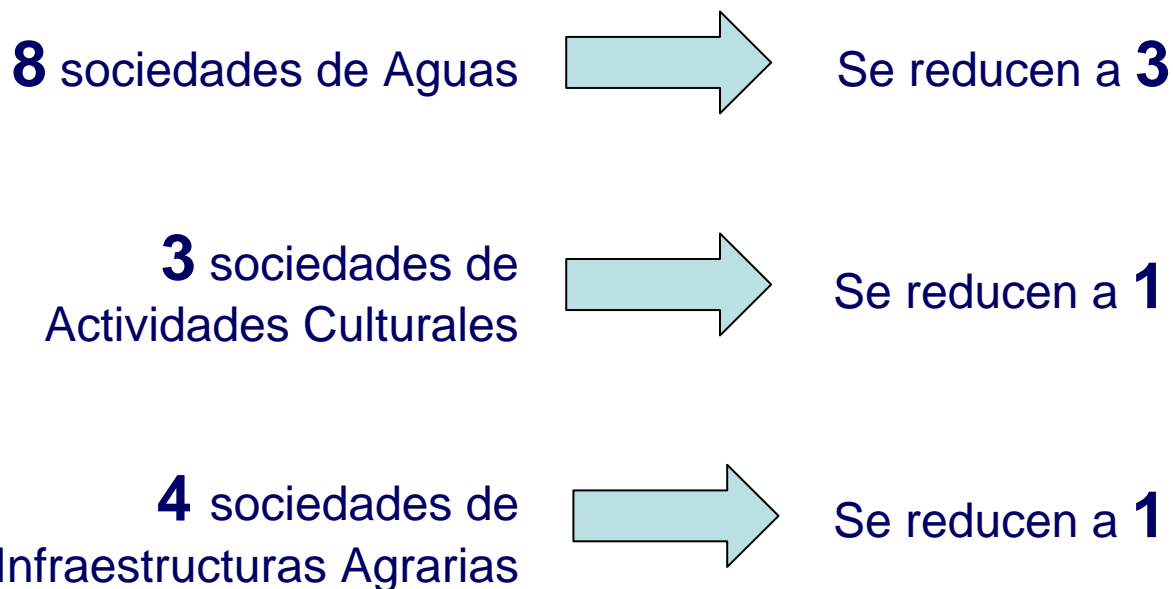 8 sociedades de Aguas
Se reducen a 3
3 sociedades de
Actividades Culturales
Se reducen a 1
4 sociedades de
Infraestructuras Agrarias
Se reducen a 1